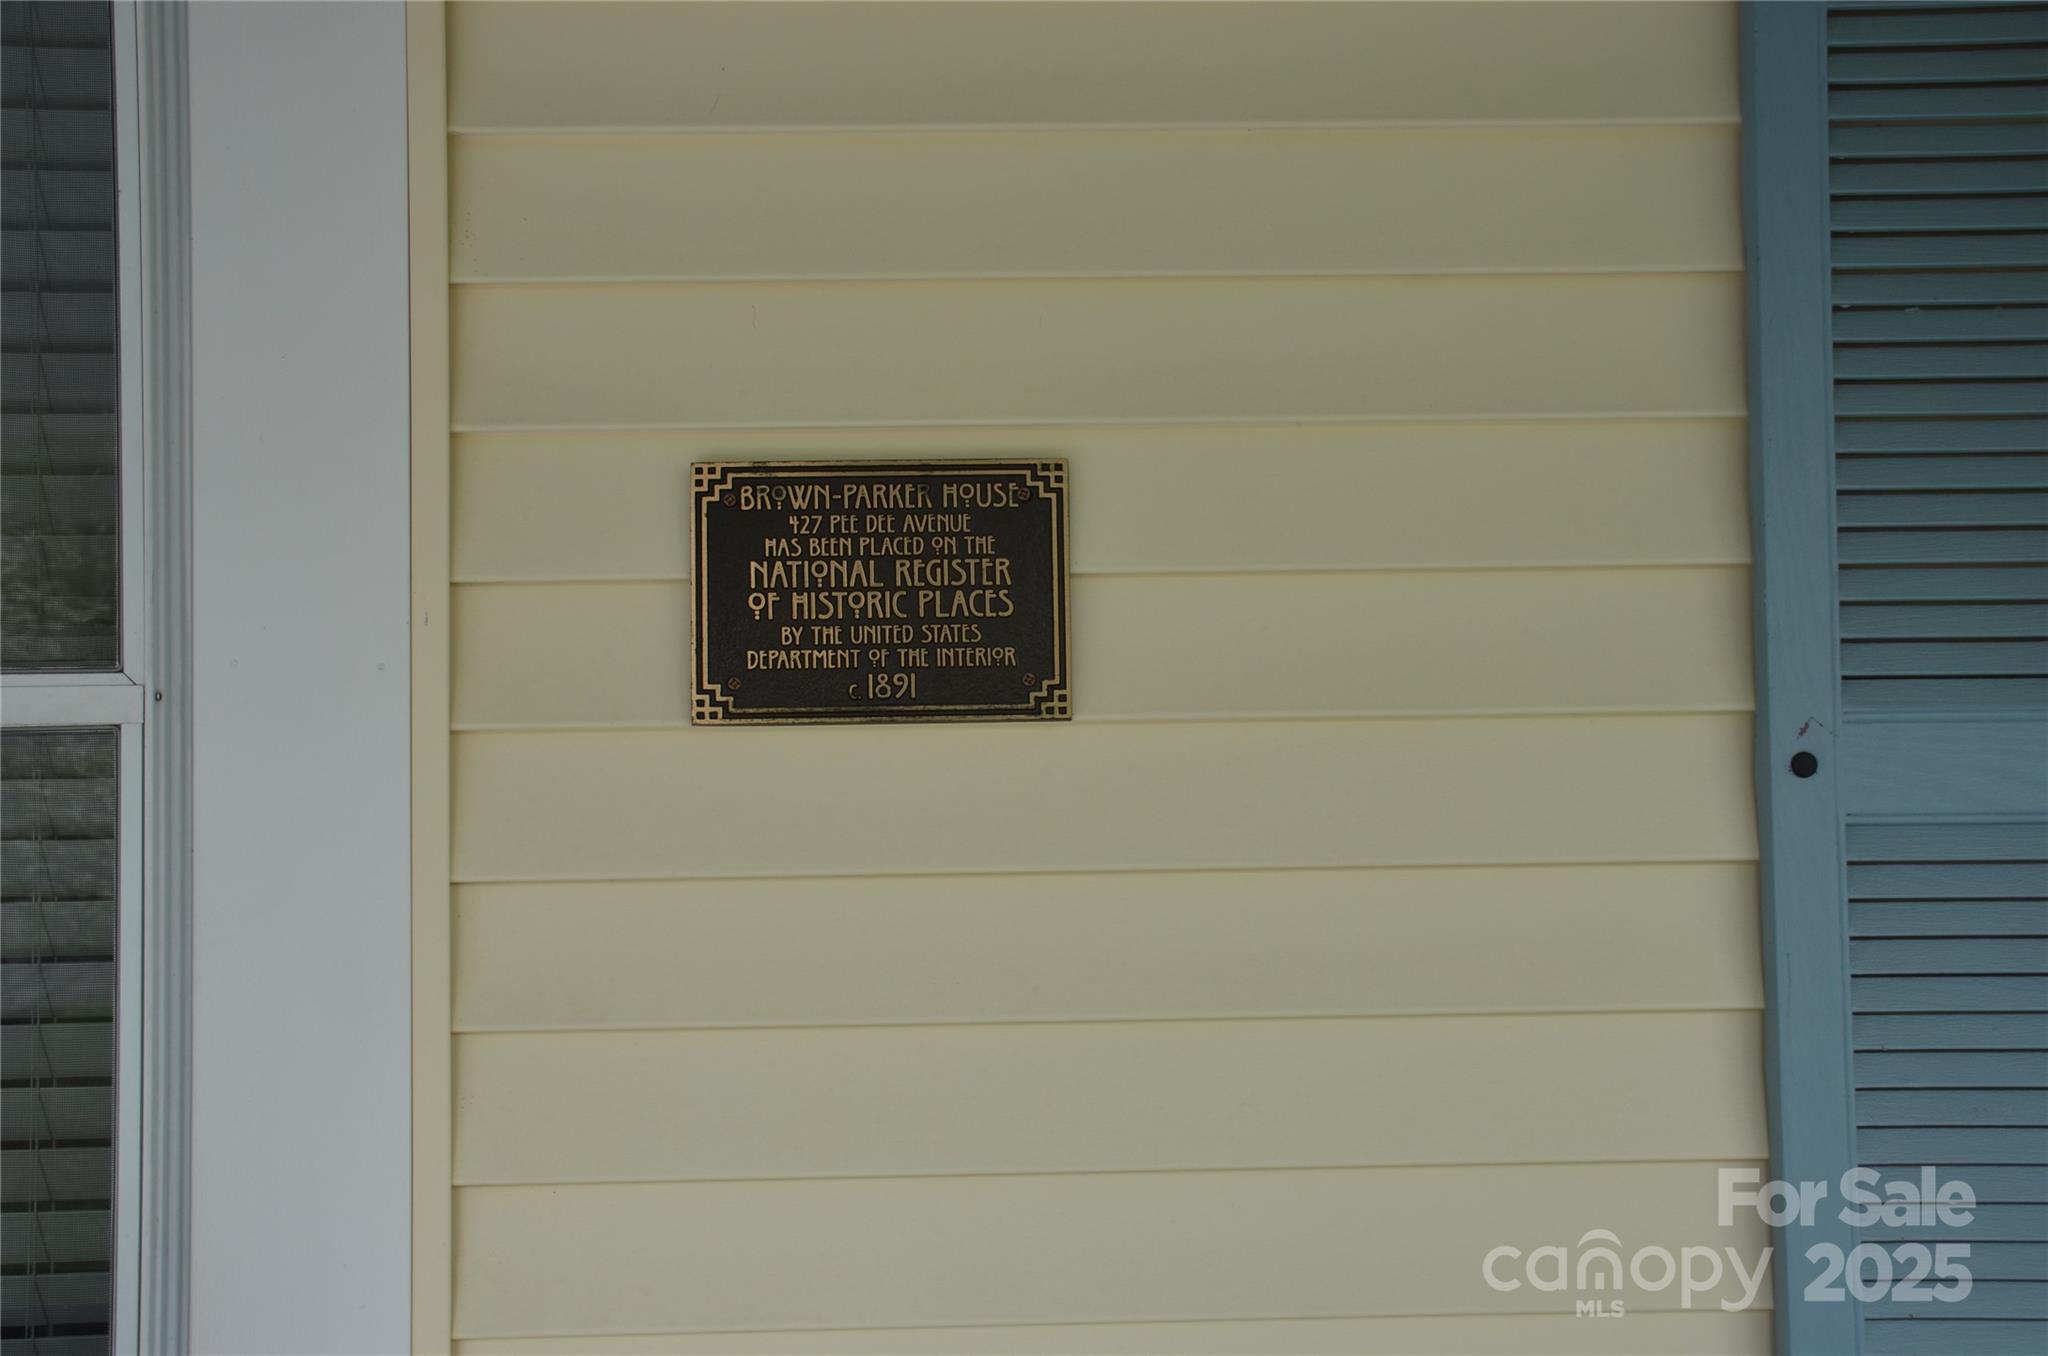 BROWN-PARKER HOUSE
427 PEE DEE AVENUE
HAS BEEN PLACED ON THE
NATIONAL REGISTER
OF HISTORIC PLACES
BY THE UNITED STATES
DEPARTMENT OF THE INTERIOR
C. 1891
For Sale
canopy 2025
MLS